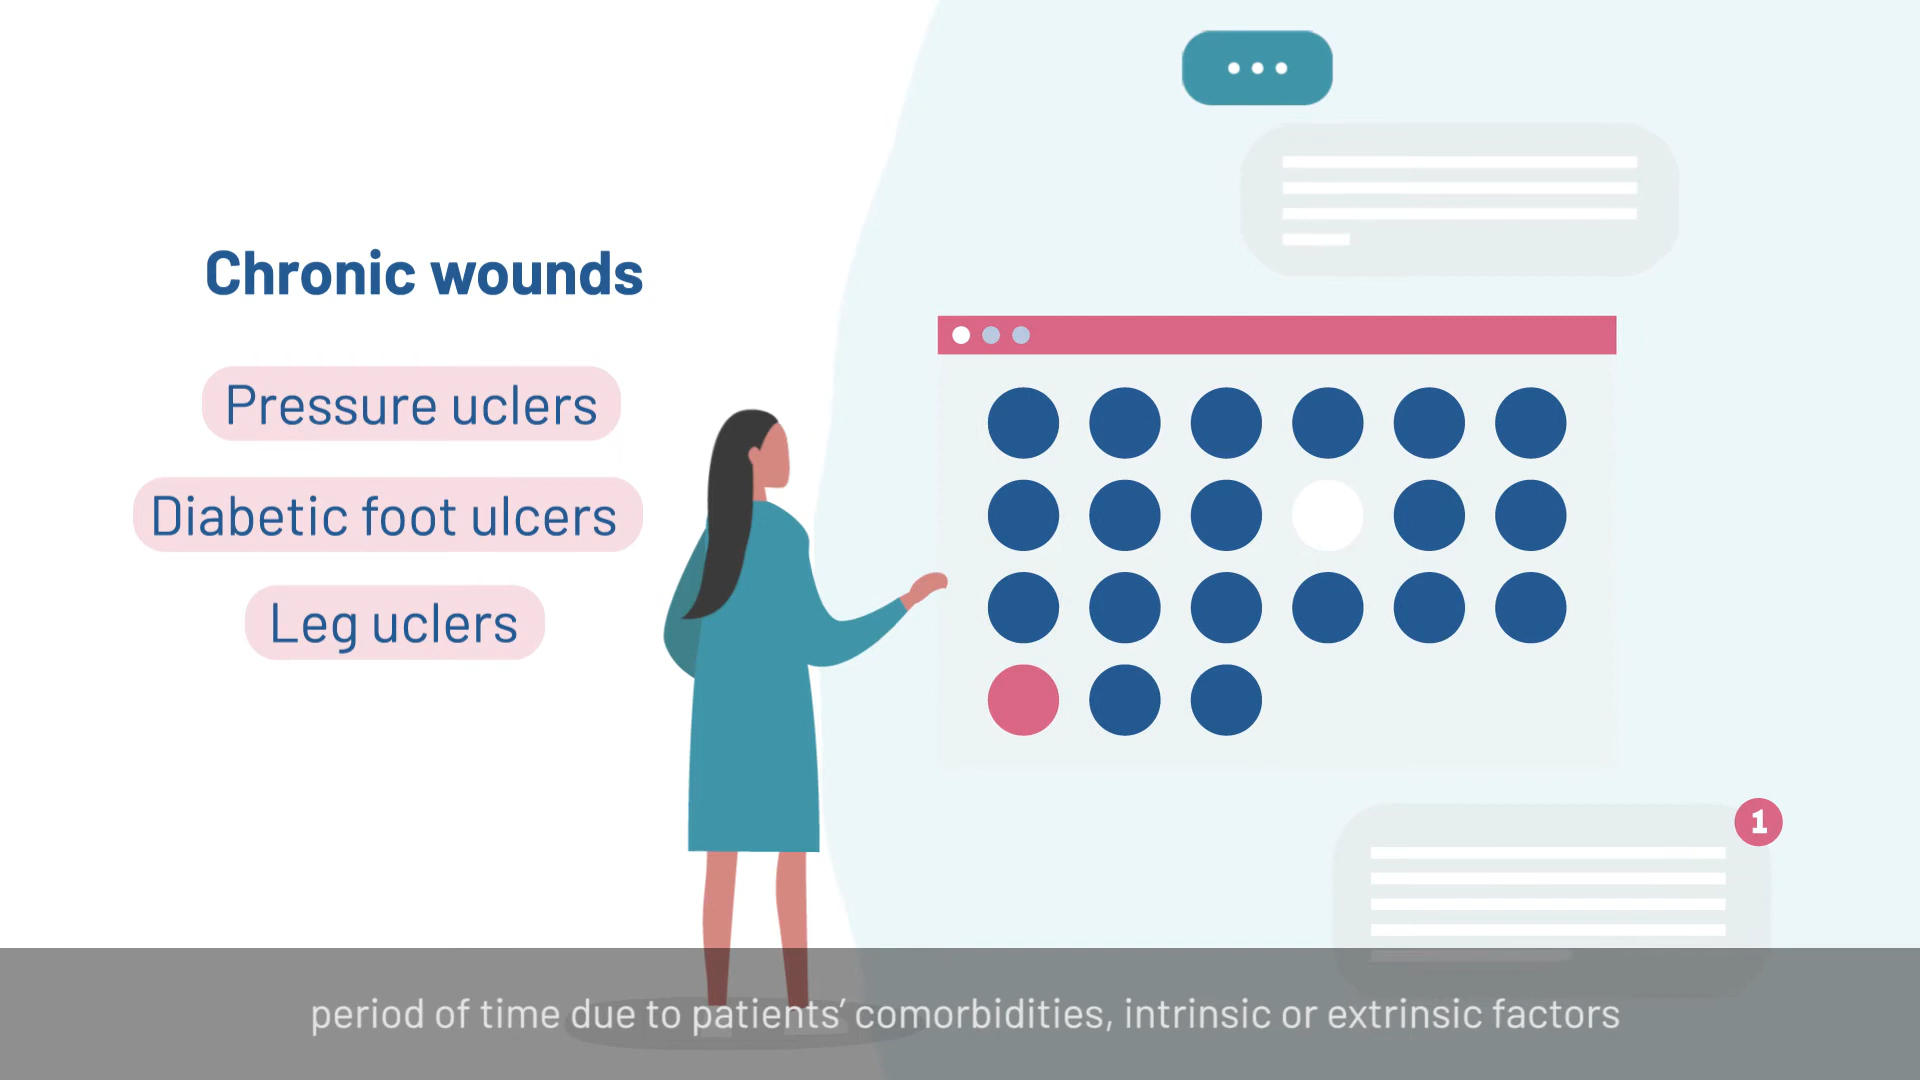 Chronic wounds
Pressure uclers
Diabetic foot ulcers
Leg uclers
1
period of time due to patients’ comorbidities, intrinsic or extrinsic factors